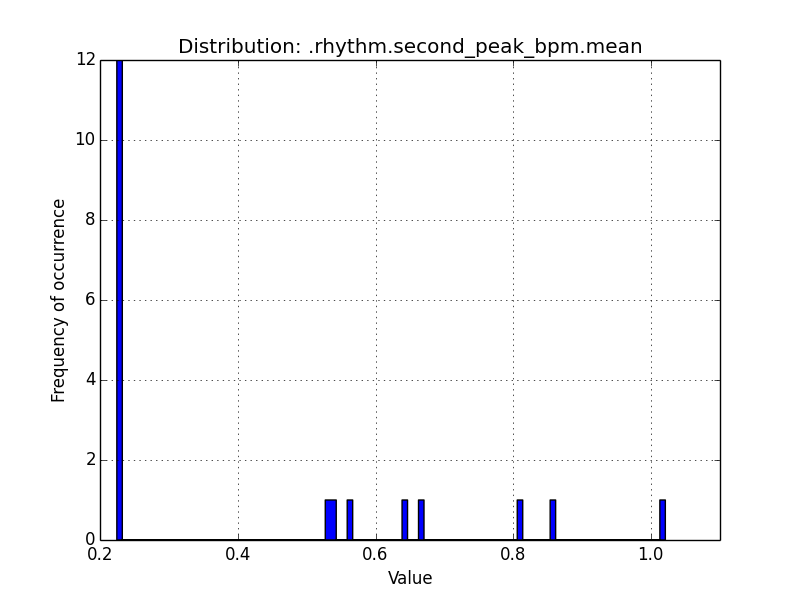 Distribution: .rhythm.second_peak_bpm.mean
12
10
8
6
4
2
0
Frequency of occurrence
0.2 0.4 0.6 0.8 1.0
Value